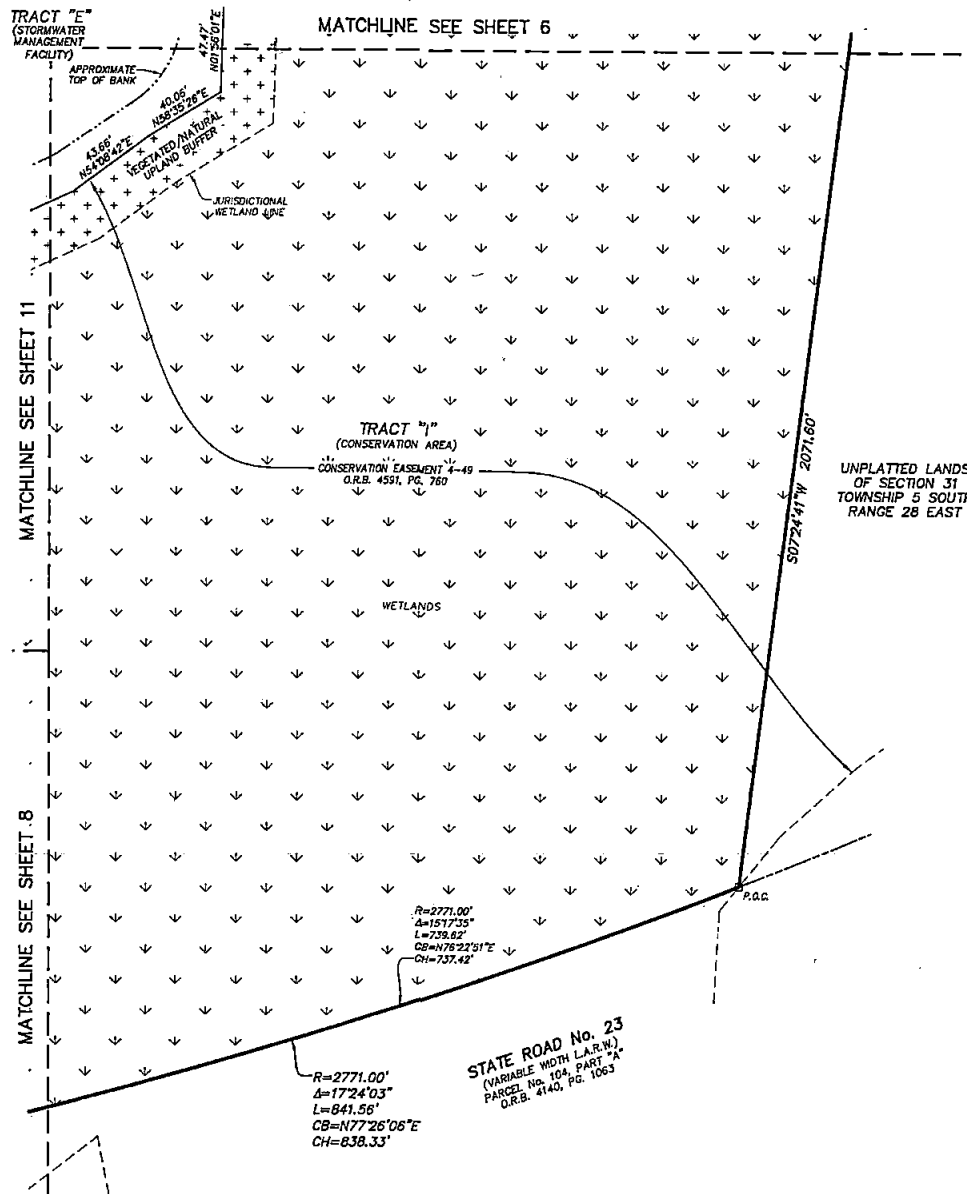 TRACT "E"
(STORMWATER
MANAGEMENT
FACILITY)
MATCHLINE SEE SHEET 6
APPROXIMATE
TOP OF BANK
47.47'
N01°56'01"E
40.06'
N58°35'26"E
43.66'
N54°08'42"E
VEGETATED/NATURAL
UPLAND BUFFER
JURISDICTIONAL
WETLAND LINE
MATCHLINE SEE SHEET 11
TRACT "I"
(CONSERVATION AREA)
CONSERVATION EASEMENT 4-49
O.R.B. 4591, PG. 760
S07°24'41"W 2071.60'
UNPLATTED LANDS
OF SECTION 31
TOWNSHIP 5 SOUTH
RANGE 28 EAST
WETLANDS
MATCHLINE SEE SHEET 8
P.O.C.
R=2771.00'
Δ=15°17'35"
L=739.62'
CB=N76°22'51"E
CH=737.42'
STATE ROAD No. 23
(VARIABLE WIDTH L.A.R.W.)
PARCEL No. 104, PART "A"
O.R.B. 4140, PG. 1063
R=2771.00'
Δ=17°24'03"
L=841.56'
CB=N77°26'06"E
CH=838.33'